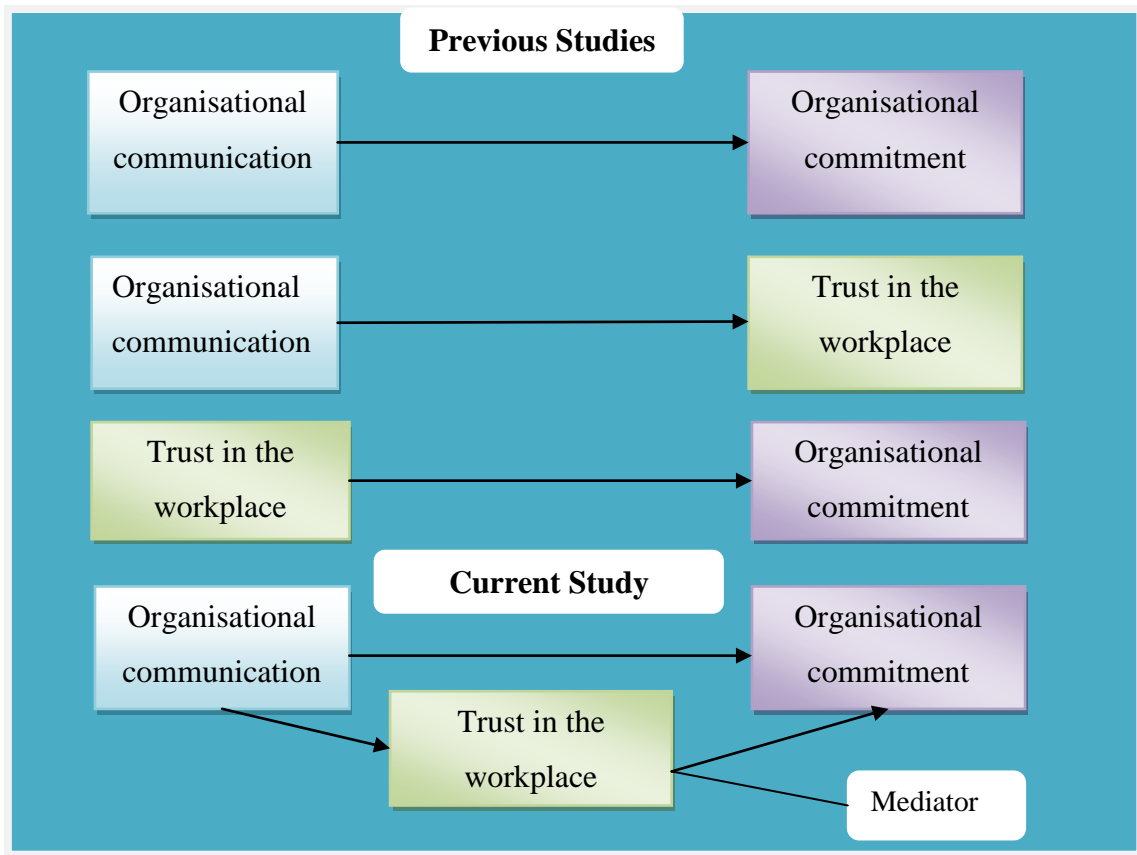 Previous Studies
Organisational
communication
Organisational
commitment
Organisational
communication
Trust in the
workplace
Trust in the
workplace
Organisational
commitment
Current Study
Organisational
communication
Organisational
commitment
Trust in the
workplace
Mediator